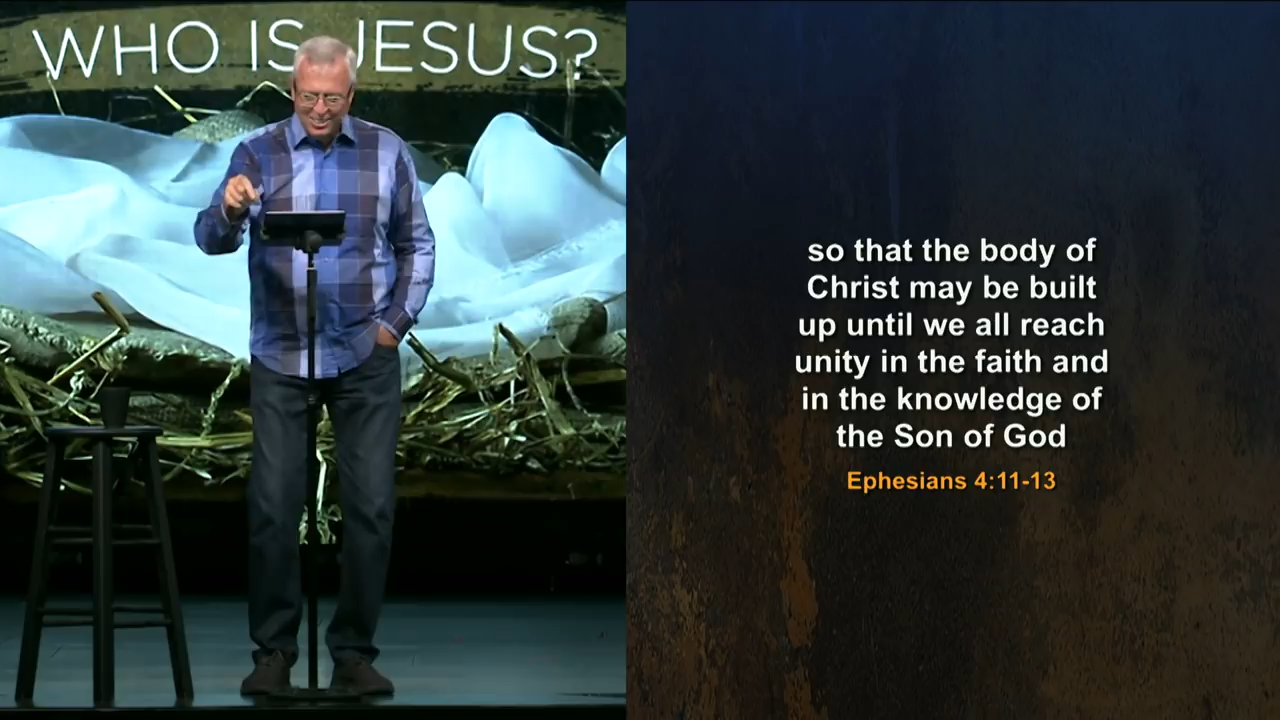 WHO IS JESUS?
so that the body of
Christ may be built
up until we all reach
unity in the faith and
in the knowledge of
the Son of God
Ephesians 4:11-13